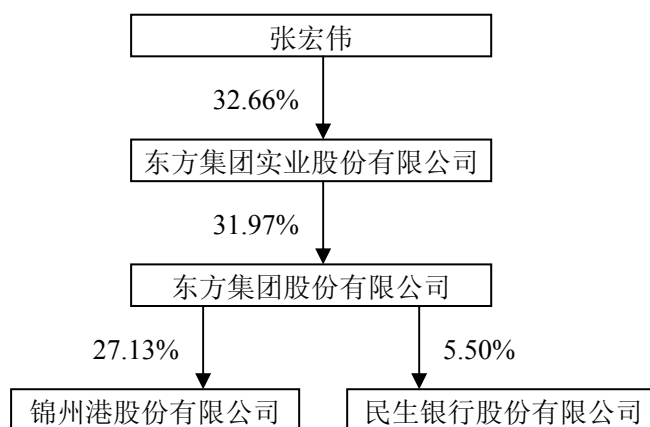 张宏伟
32.66%
东方集团实业股份有限公司
31.97%
东方集团股份有限公司
27.13%
5.50%
锦州港股份有限公司
民生银行股份有限公司